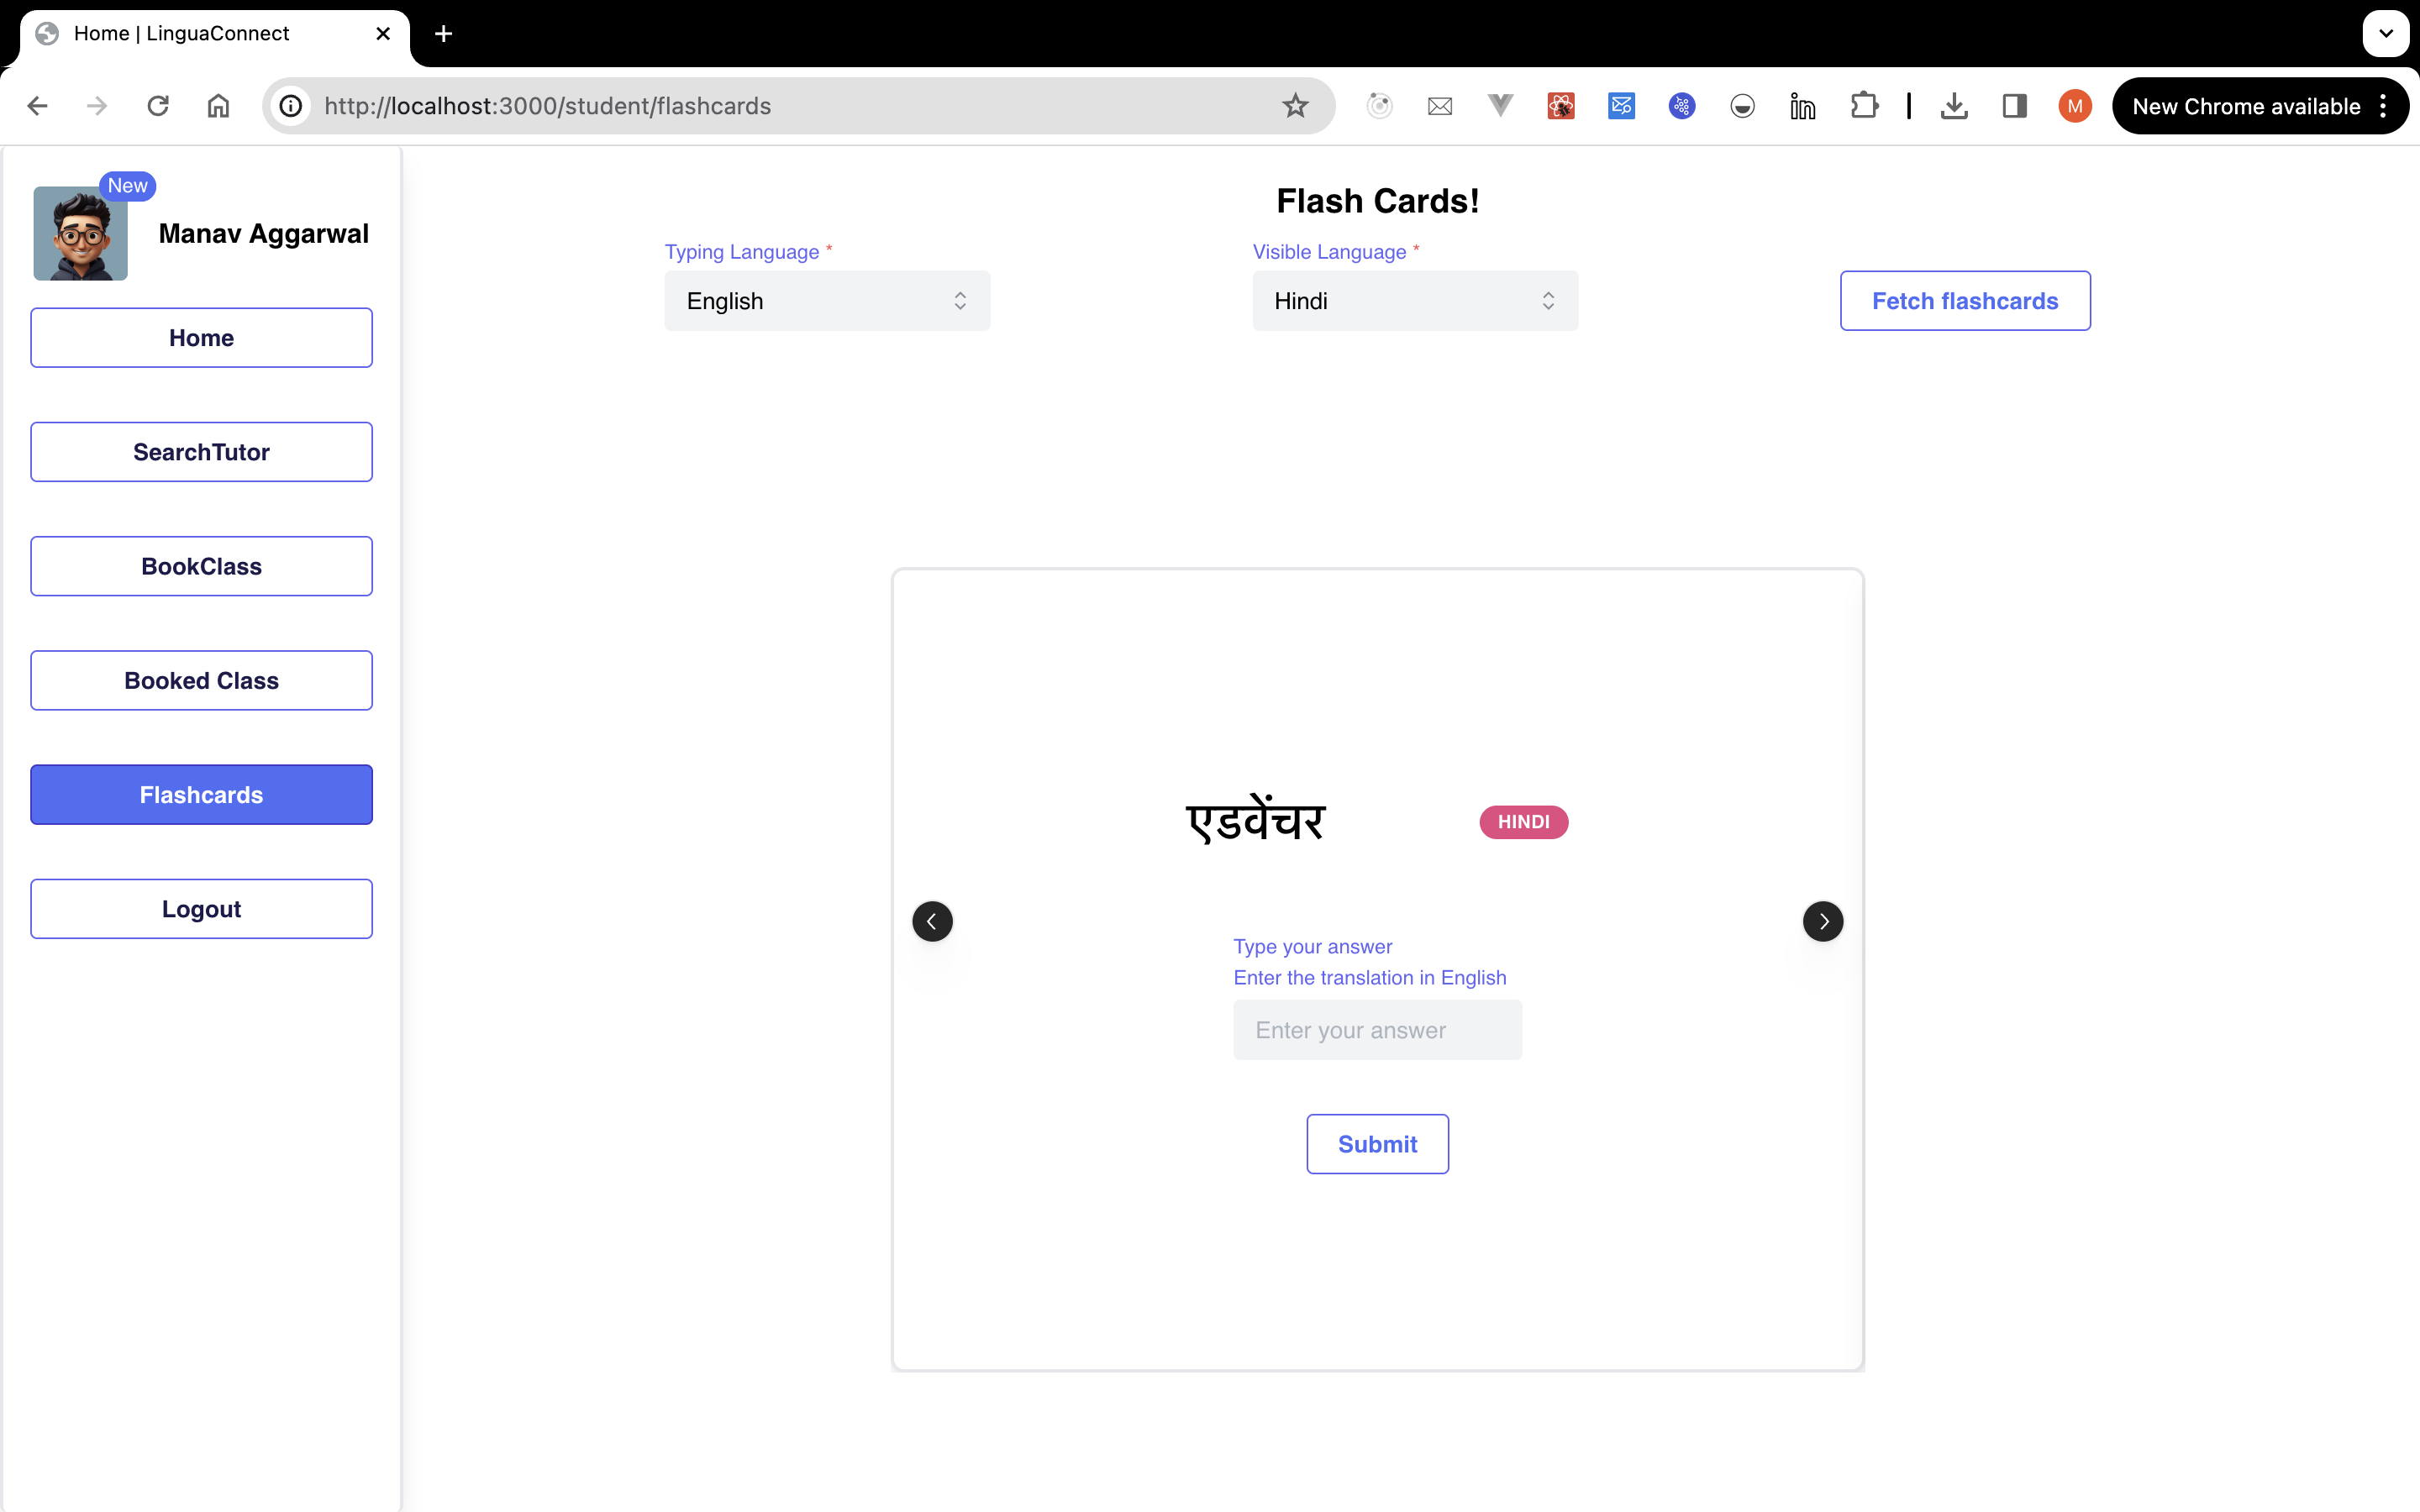 Home | LinguaConnect
http://localhost:3000/student/flashcards
M
New Chrome available
New
Manav Aggarwal
Home
SearchTutor
BookClass
Booked Class
Flashcards
Logout
Flash Cards!
Typing Language *
Visible Language *
English
Hindi
Fetch flashcards
एडवेंचर
HINDI
Type your answer
Enter the translation in English
Enter your answer
Submit